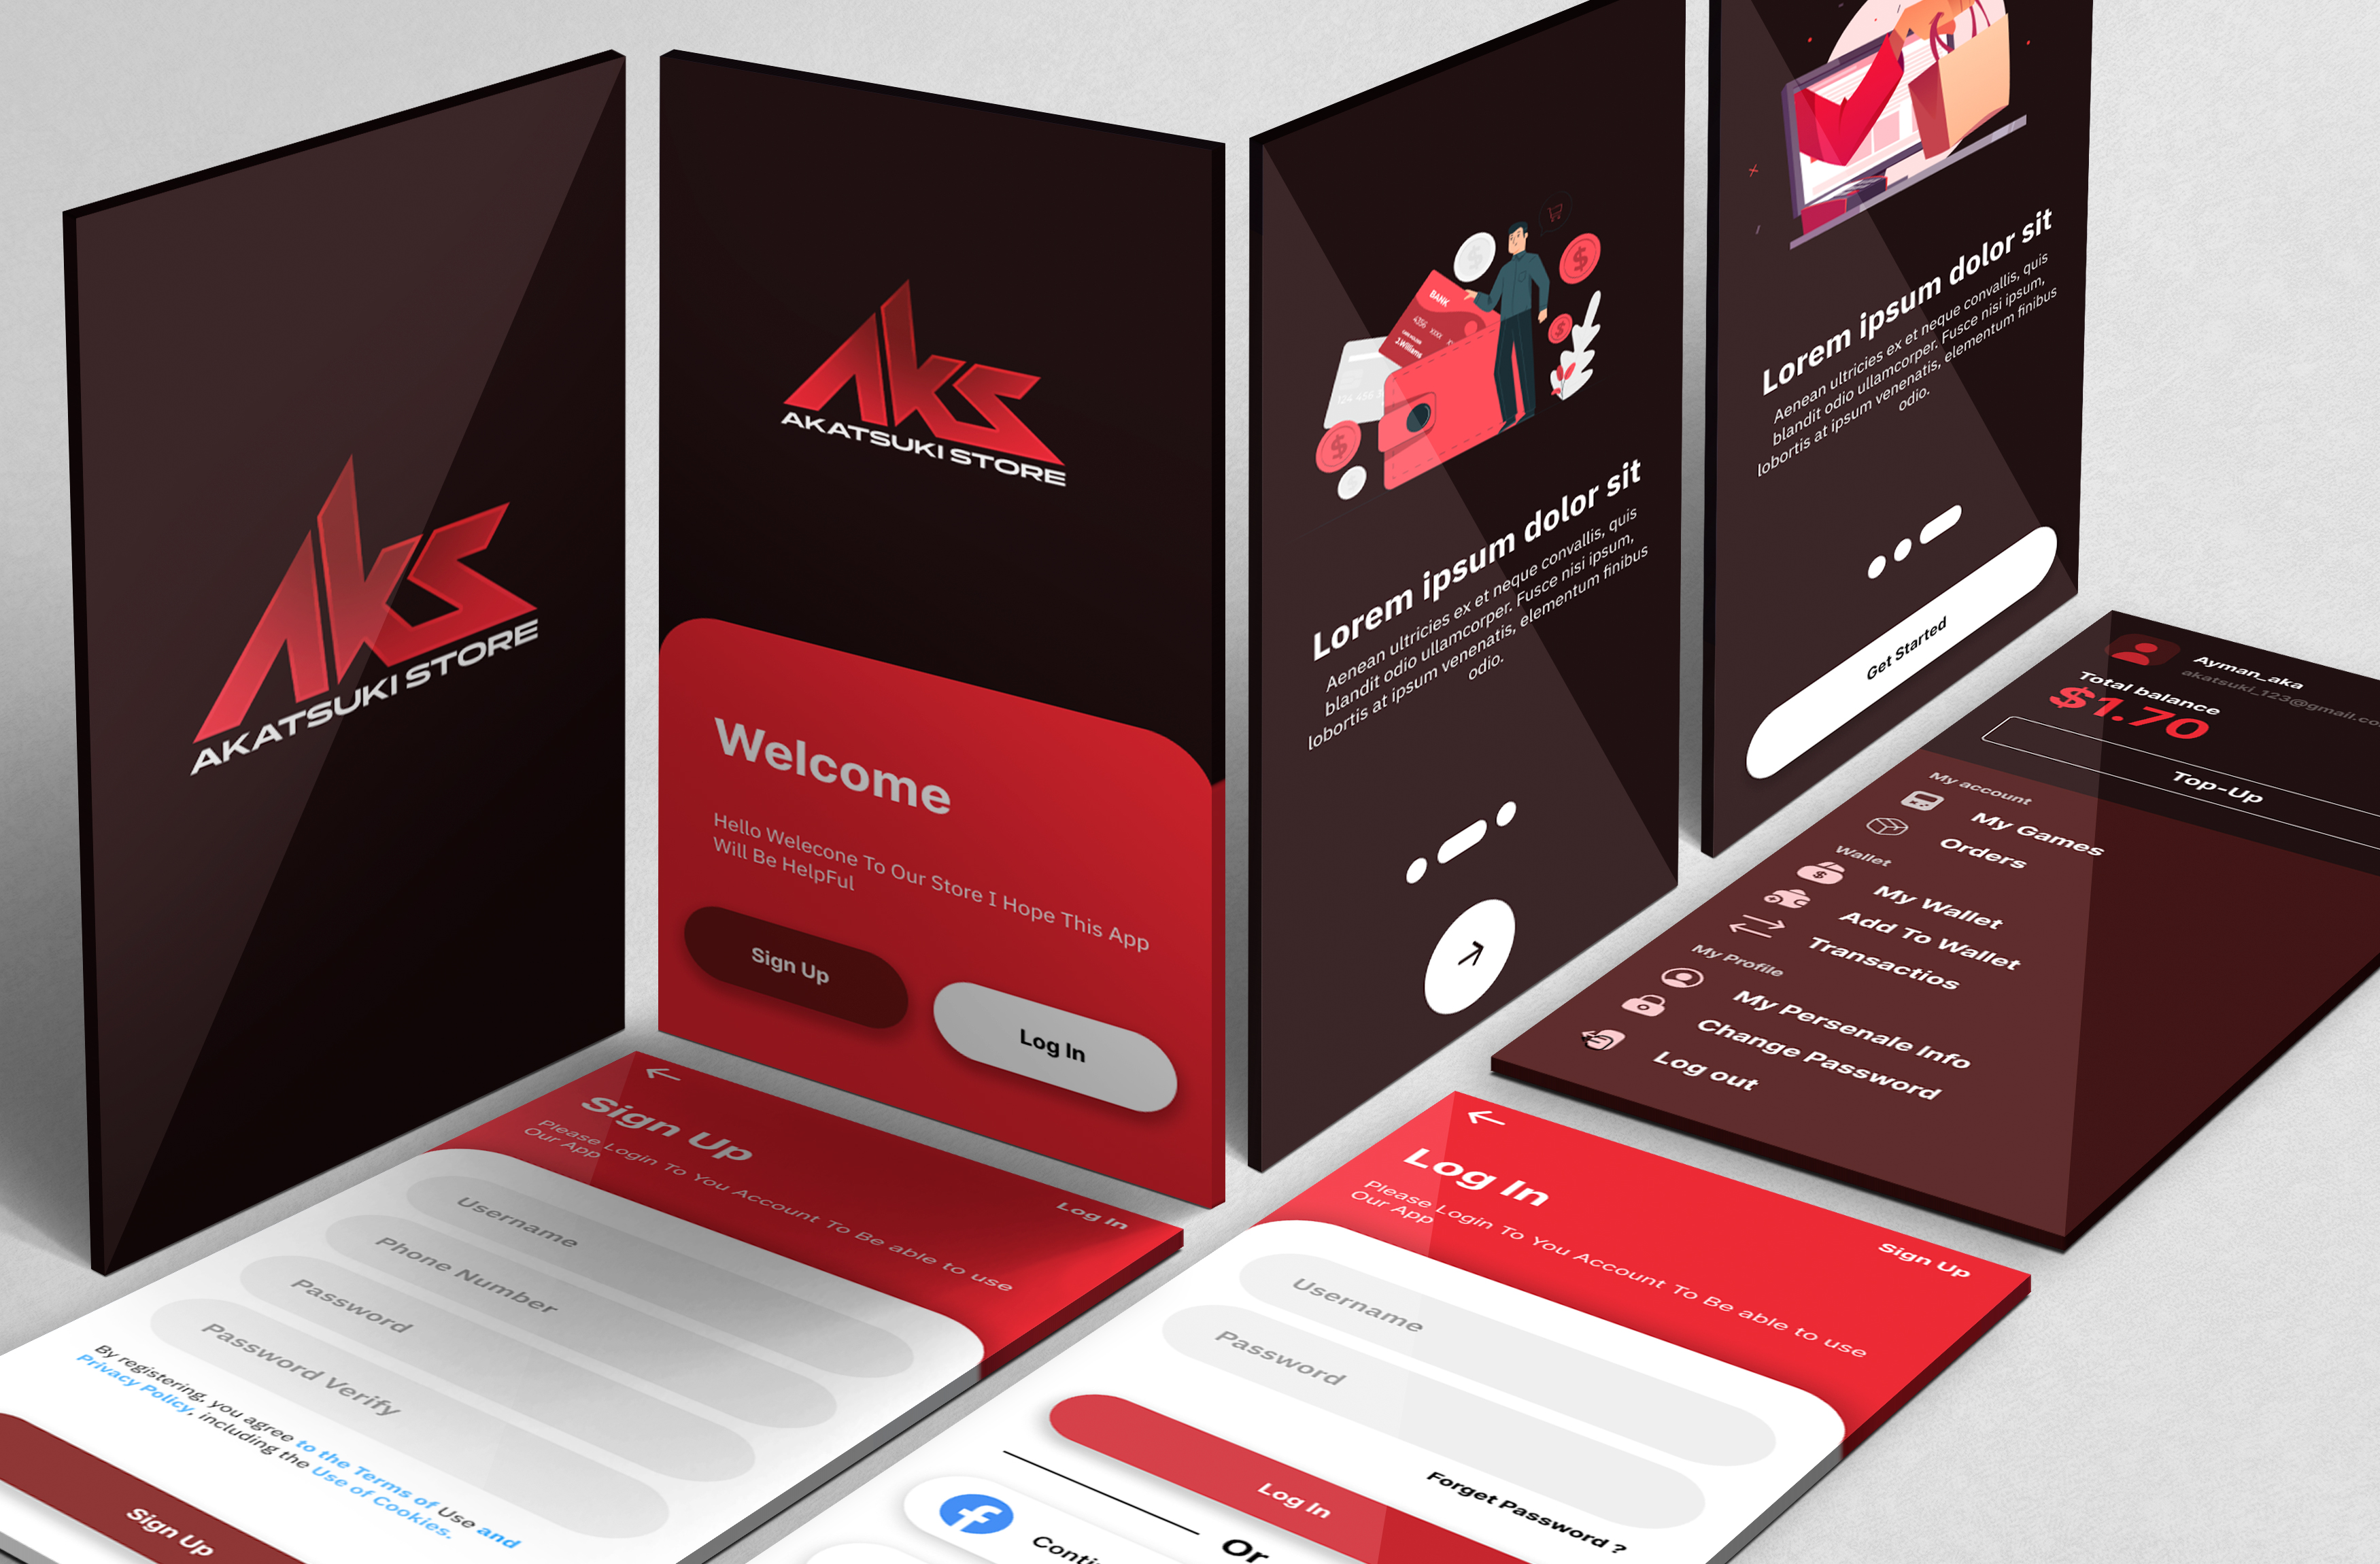 AKS
AKATSUKI STORE
AKS
AKATSUKI STORE
Welcome
Hello Welecone To Our Store I Hope This App
Will Be HelpFul
Sign Up
Log In
BANK
4256 XXXX
J.Williams
Lorem ipsum dolor sit
Aenean ultricies ex et neque convallis, quis
blandit odio ullamcorper. Fusce nisi ipsum,
lobortis at ipsum venenatis, elementum finibus
odio.
Lorem ipsum dolor sit
Aenean ultricies ex et neque convallis, quis
blandit odio ullamcorper. Fusce nisi ipsum,
lobortis at ipsum venenatis, elementum finibus
odio.
Get Started
Ayman_aka
akatsuki_123@gmail.co
Total balance
$1.70
Top-Up
My account
My Games
Orders
Wallet
My Wallet
Add To Wallet
Transactios
My Profile
My Persenale Info
Change Password
Log out
Sign Up
Please Login To You Account To Be able to use
Our App
Log In
Username
Phone Number
Password
Password Verify
By registering, you agree to the Terms of Use and
Privacy Policy, including the Use of Cookies.
Sign Up
Log In
Please Login To You Account To Be able to use
Our App
Sign Up
Username
Password
Forget Password ?
Log In
Or